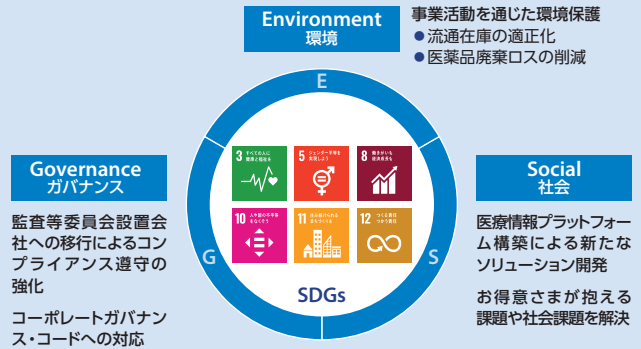 Environment
環境
事業活動を通じた環境保護
●流通在庫の適正化
●医薬品廃棄ロスの削減
E
Governance
ガバナンス
監査等委員会設置会
社への移行によるコン
プライアンス遵守の
強化
コーポレートガバナン
ス・コードへの対応
G
3 すべての人に
健康と福祉を
5 ジェンダー平等を
実現しよう
8 働きがいも
経済成長も
10 人や国の不平等
をなくそう
11 住み続けられる
まちづくりを
12 つくる責任
つかう責任
SDGs
S
Social
社会
医療情報プラットフォー
ム構築による新たな
ソリューション開発
お得意さまが抱える
課題や社会課題を解決